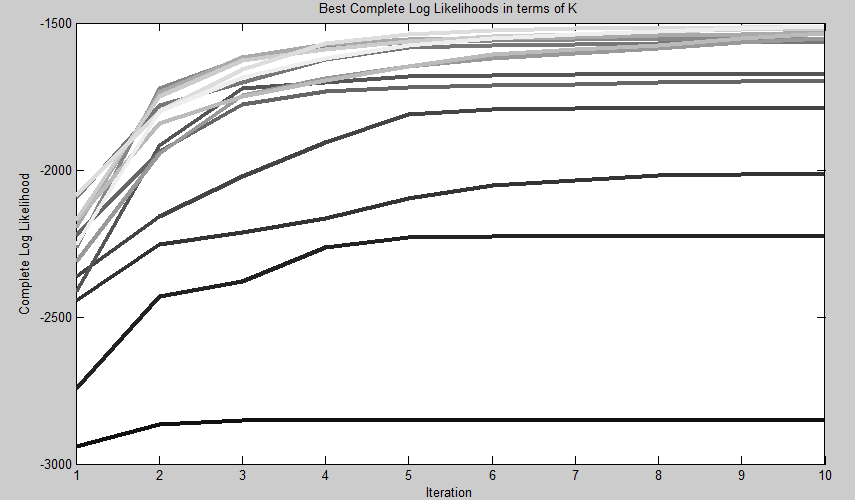 Best Complete Log Likelihoods in terms of K
-1500
-2000
-2500
-3000
Complete Log Likelihood
1 2 3 4 5 6 7 8 9 10
Iteration